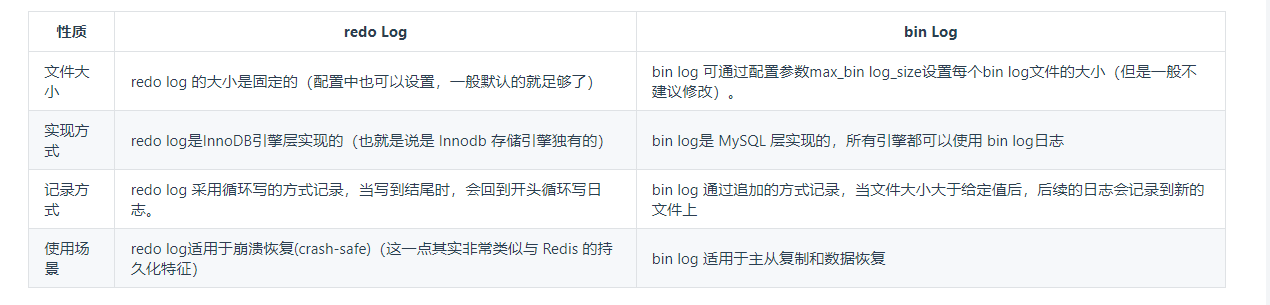 性质
redo Log
bin Log
文件大
小
redo log 的大小是固定的（配置中也可以设置，一般默认的就足够了）
bin log 可通过配置参数max_bin log_size设置每个bin log文件的大小（但是一般不
建议修改）。
实现方
式
redo log是InnoDB引擎层实现的（也就是说是 Innodb 存储引擎独有的）
bin log是 MySQL 层实现的，所有引擎都可以使用 bin log日志
记录方
式
redo log 采用循环写的方式记录，当写到结尾时，会回到开头循环写日
志。
bin log 通过追加的方式记录，当文件大小大于给定值后，后续的日志会记录到新的
文件上
使用场
景
redo log适用于崩溃恢复(crash-safe)（这一点其实非常类似与 Redis 的持
久化特征）
bin log 适用于主从复制和数据恢复